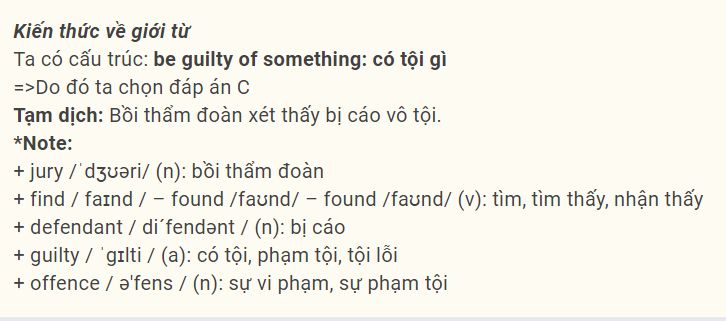 Kiến thức về giới từ
Ta có cấu trúc: be guilty of something: có tội gì
=>Do đó ta chọn đáp án C
Tạm dịch: Bồi thẩm đoàn xét thấy bị cáo vô tội.
*Note:
+ jury /ˈdʒʊəri/ (n): bồi thẩm đoàn
+ find / faɪnd / – found /faʊnd/ – found /faʊnd/ (v): tìm, tìm thấy, nhận thấy
+ defendant / di´fendənt / (n): bị cáo
+ guilty / ˈgɪlti / (a): có tội, phạm tội, tội lỗi
+ offence / ə'fens / (n): sự vi phạm, sự phạm tội